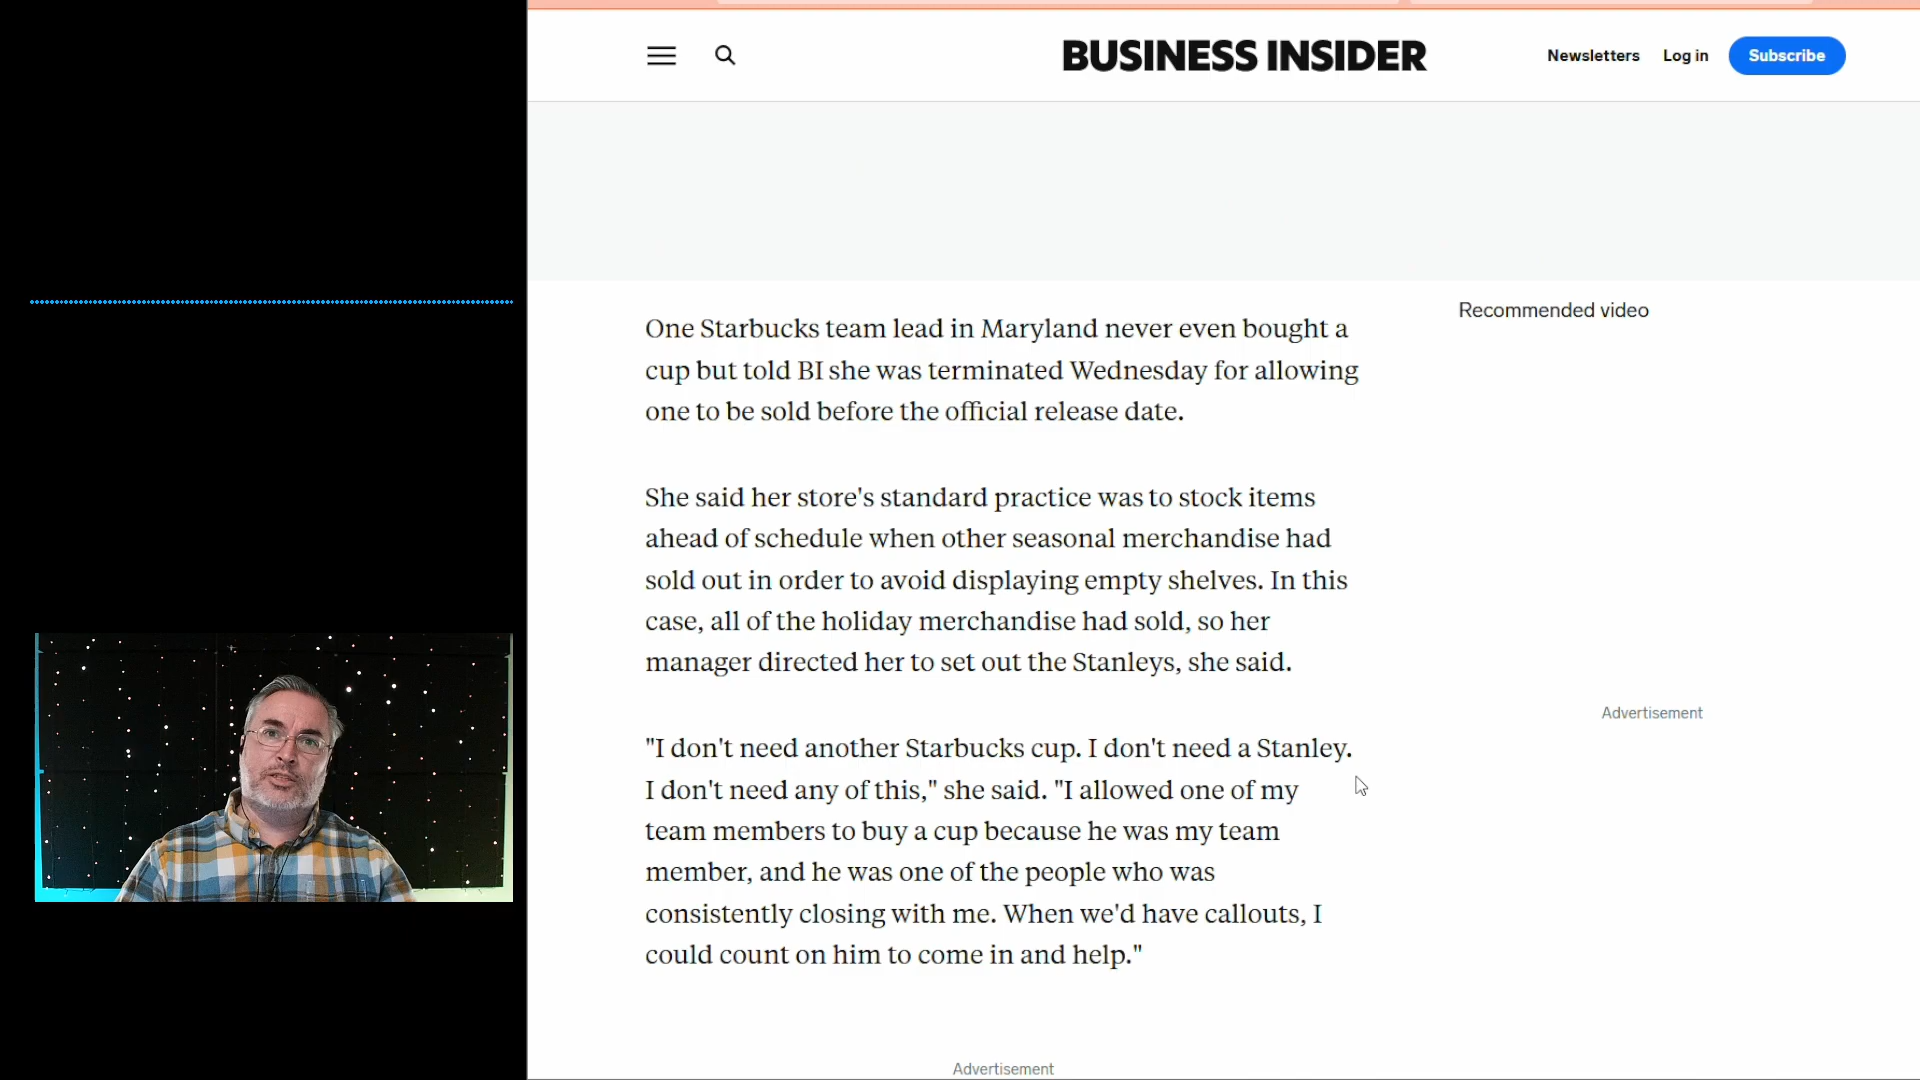 BUSINESS INSIDER
Newsletters
Log in
Subscribe
One Starbucks team lead in Maryland never even bought a
cup but told BI she was terminated Wednesday for allowing
one to be sold before the official release date.
She said her store's standard practice was to stock items
ahead of schedule when other seasonal merchandise had
sold out in order to avoid displaying empty shelves. In this
case, all of the holiday merchandise had sold, so her
manager directed her to set out the Stanleys, she said.
"I don't need another Starbucks cup. I don't need a Stanley.
I don't need any of this," she said. "I allowed one of my
team members to buy a cup because he was my team
member, and he was one of the people who was
consistently closing with me. When we'd have callouts, I
could count on him to come in and help."
Recommended video
Advertisement
Advertisement